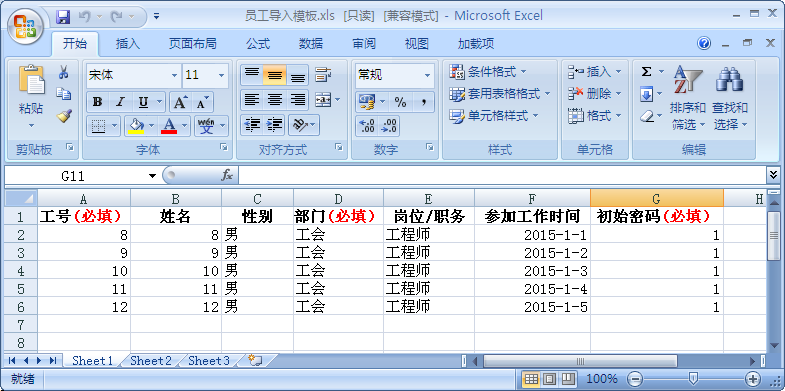 员工导入模板.xls [只读] [兼容模式] - Microsoft Excel
开始 插入 页面布局 公式 数据 审阅 视图 加载项
粘贴 宋体 11 常规 条件格式 插入 Σ
B I U A A % , 套用表格格式 删除 排序和筛选 查找和选择
A wén 文 .00 .0 单元格样式 格式
剪贴板 字体 对齐方式 数字 样式 单元格 编辑
G11 fx
A B C D E F G H
1 工号(必填) 姓名 性别 部门(必填) 岗位/职务 参加工作时间 初始密码(必填)
2 8 8 男 工会 工程师 2015-1-1 1
3 9 9 男 工会 工程师 2015-1-2 1
4 10 10 男 工会 工程师 2015-1-3 1
5 11 11 男 工会 工程师 2015-1-4 1
6 12 12 男 工会 工程师 2015-1-5 1
7
8
Sheet1 Sheet2 Sheet3
就绪 100%